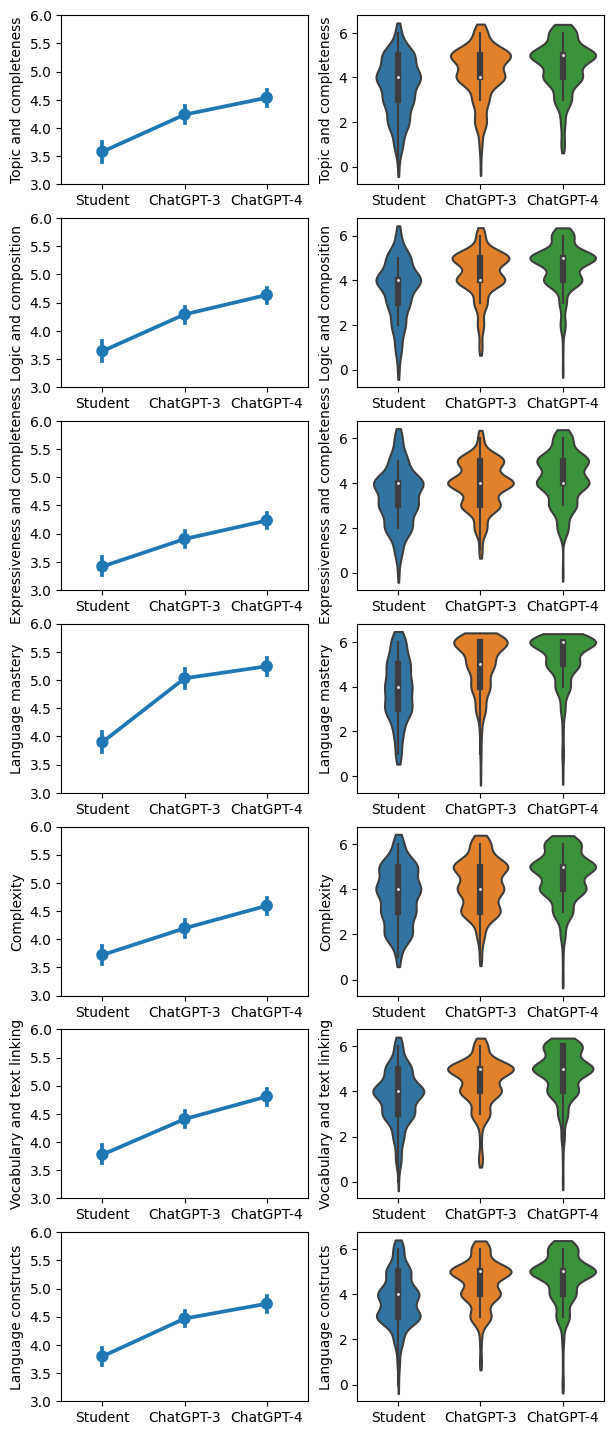 Topic and completeness
6.0
5.5
5.0
4.5
4.0
3.5
3.0
Student ChatGPT-3 ChatGPT-4
Topic and completeness
6
4
2
0
Student ChatGPT-3 ChatGPT-4
Logic and composition
6.0
5.5
5.0
4.5
4.0
3.5
3.0
Student ChatGPT-3 ChatGPT-4
Logic and composition
6
4
2
0
Student ChatGPT-3 ChatGPT-4
Expressiveness and completeness
6.0
5.5
5.0
4.5
4.0
3.5
3.0
Student ChatGPT-3 ChatGPT-4
Expressiveness and completeness
6
4
2
0
Student ChatGPT-3 ChatGPT-4
Language mastery
6.0
5.5
5.0
4.5
4.0
3.5
3.0
Student ChatGPT-3 ChatGPT-4
Language mastery
6
4
2
0
Student ChatGPT-3 ChatGPT-4
Complexity
6.0
5.5
5.0
4.5
4.0
3.5
3.0
Student ChatGPT-3 ChatGPT-4
Complexity
6
4
2
0
Student ChatGPT-3 ChatGPT-4
Vocabulary and text linking
6.0
5.5
5.0
4.5
4.0
3.5
3.0
Student ChatGPT-3 ChatGPT-4
Vocabulary and text linking
6
4
2
0
Student ChatGPT-3 ChatGPT-4
Language constructs
6.0
5.5
5.0
4.5
4.0
3.5
3.0
Student ChatGPT-3 ChatGPT-4
Language constructs
6
4
2
0
Student ChatGPT-3 ChatGPT-4